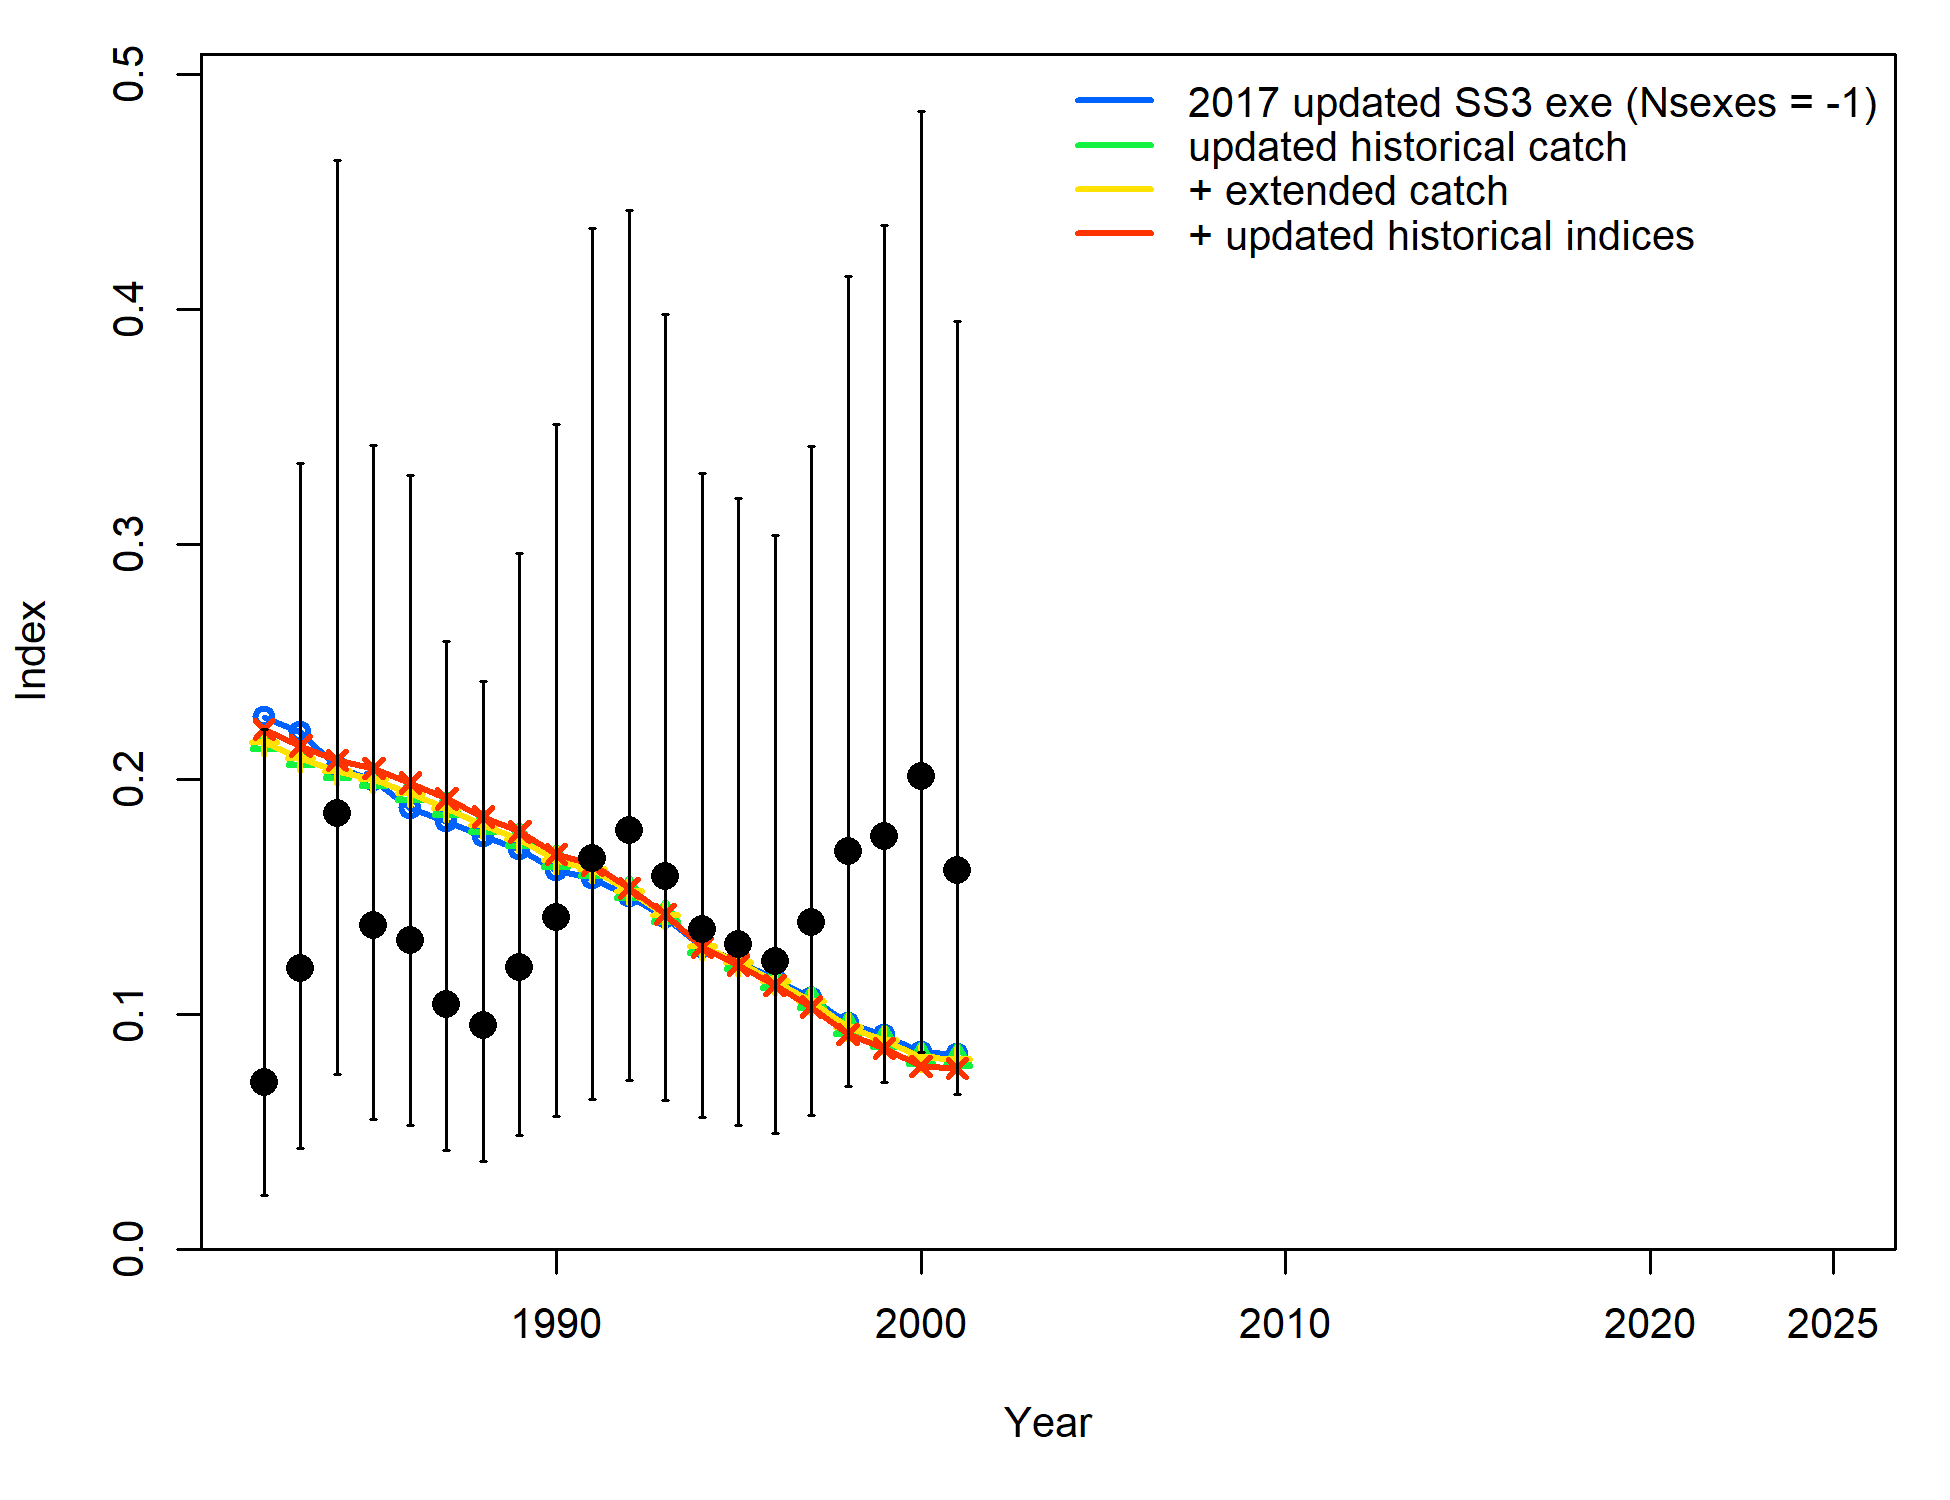 2017 updated SS3 exe (Nsexes = -1)
updated historical catch
+ extended catch
+ updated historical indices
0.5
0.4
0.3
0.2
0.1
0.0
Index
1990 2000 2010 2020 2025
Year